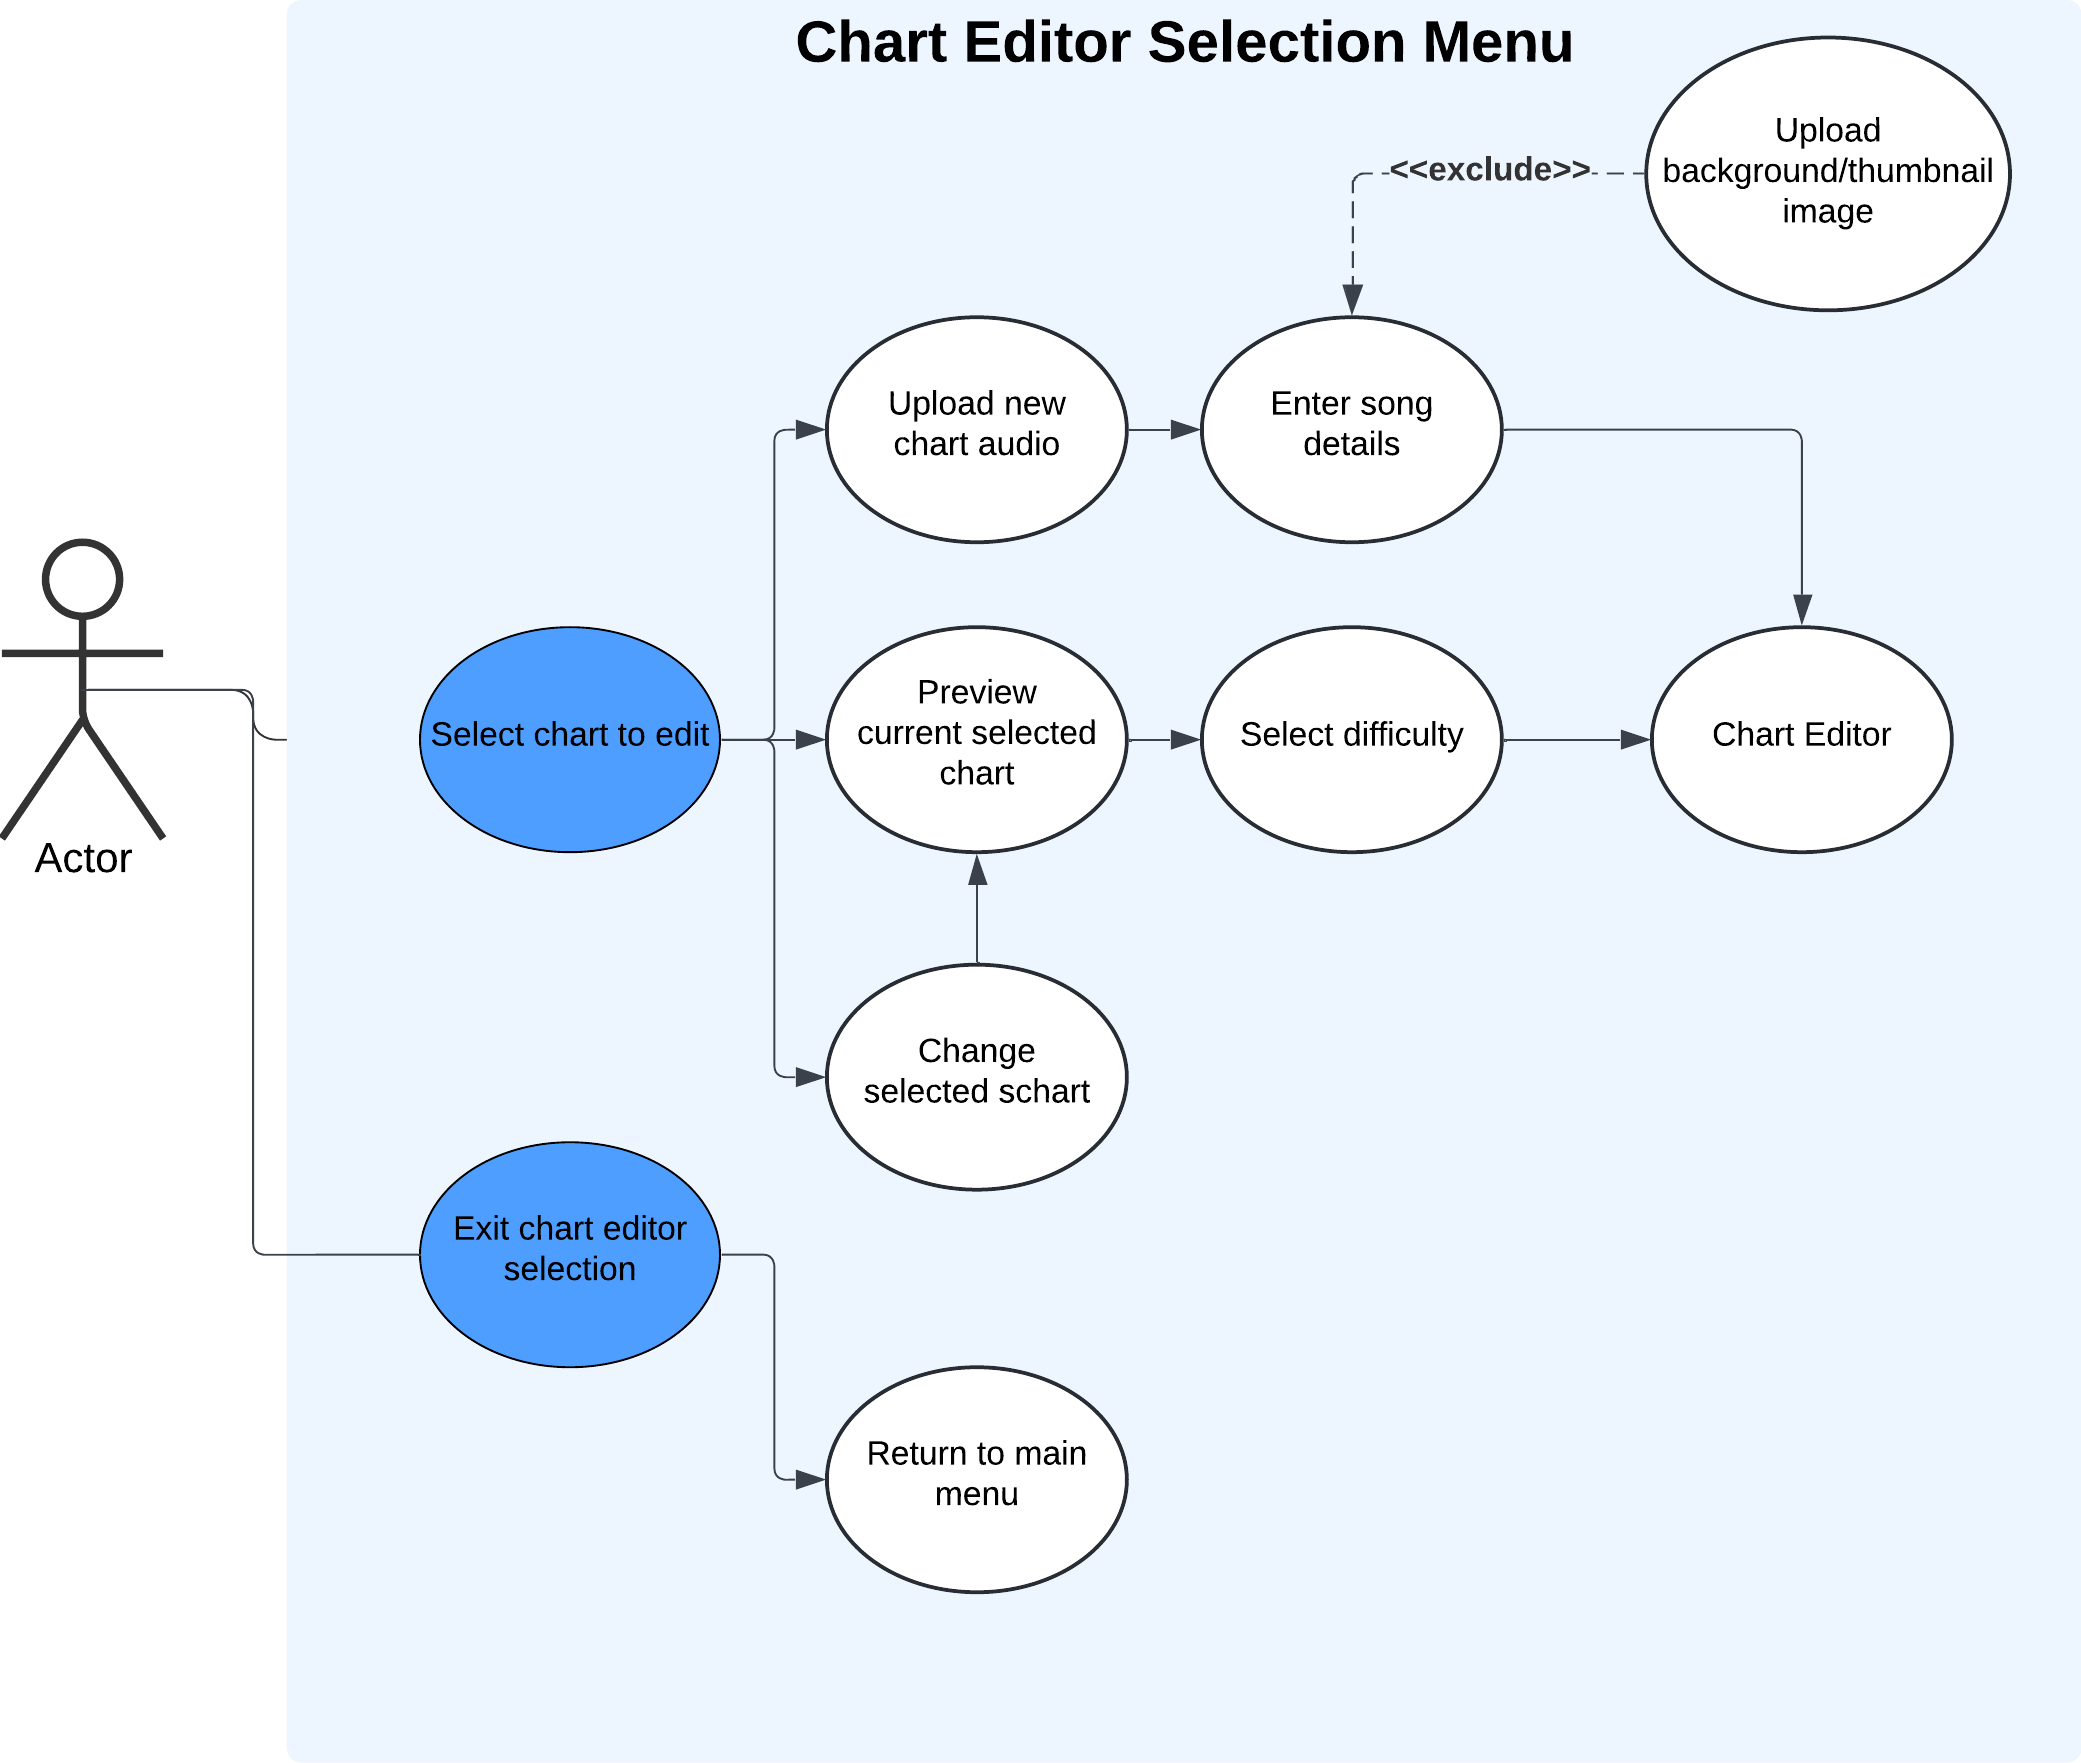 Chart Editor Selection Menu
Upload
background/thumbnail
image
<<exclude>>
Upload new
chart audio
Enter song
details
Actor
Select chart to edit
Preview
current selected
chart
Select difficulty
Chart Editor
Change
selected schart
Exit chart editor
selection
Return to main
menu